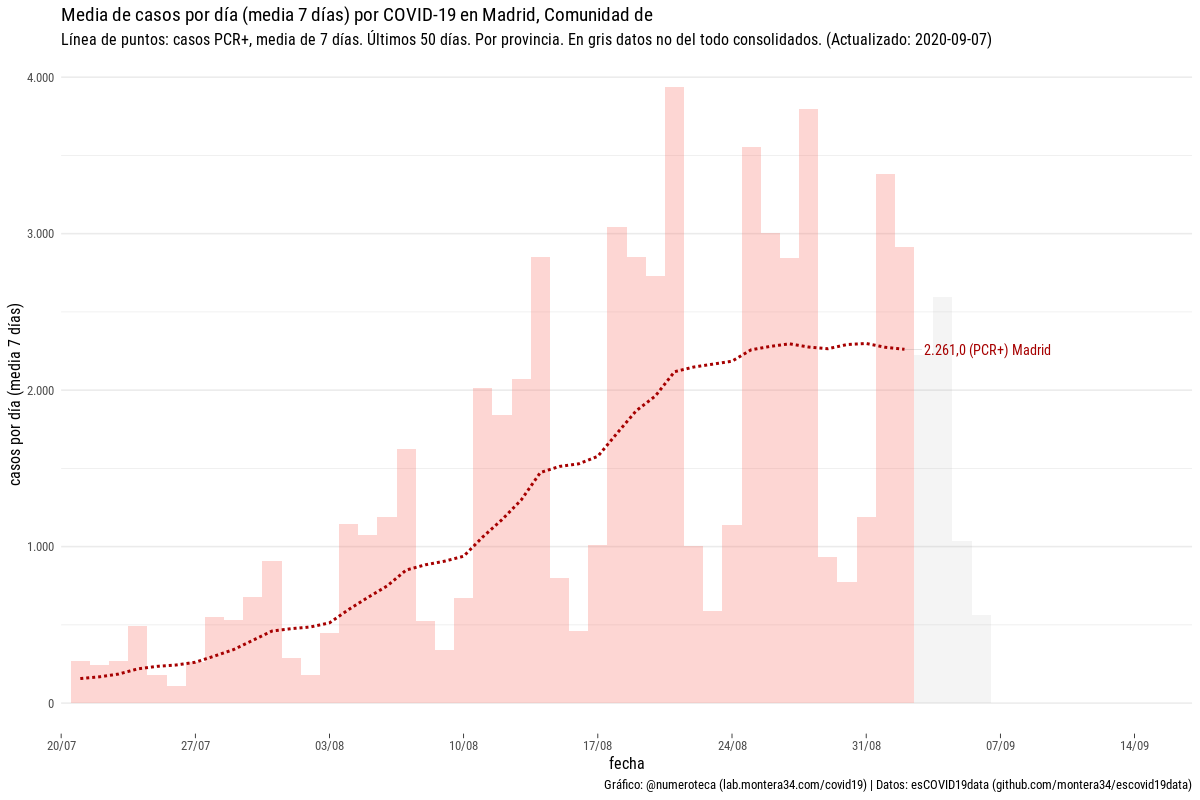 Media de casos por día (media 7 días) por COVID-19 en Madrid, Comunidad de
Línea de puntos: casos PCR+, media de 7 días. Últimos 50 días. Por provincia. En gris datos no del todo consolidados. (Actualizado: 2020-09-07)
casos por día (media 7 días)
4.000
3.000
2.000
1.000
0
2.261,0 (PCR+) Madrid
20/07
27/07
03/08
10/08
17/08
24/08
31/08
07/09
14/09
fecha
Gráfico: @numeroteca (lab.montera34.com/covid19) | Datos: esCOVID19data (github.com/montera34/escovid19data)